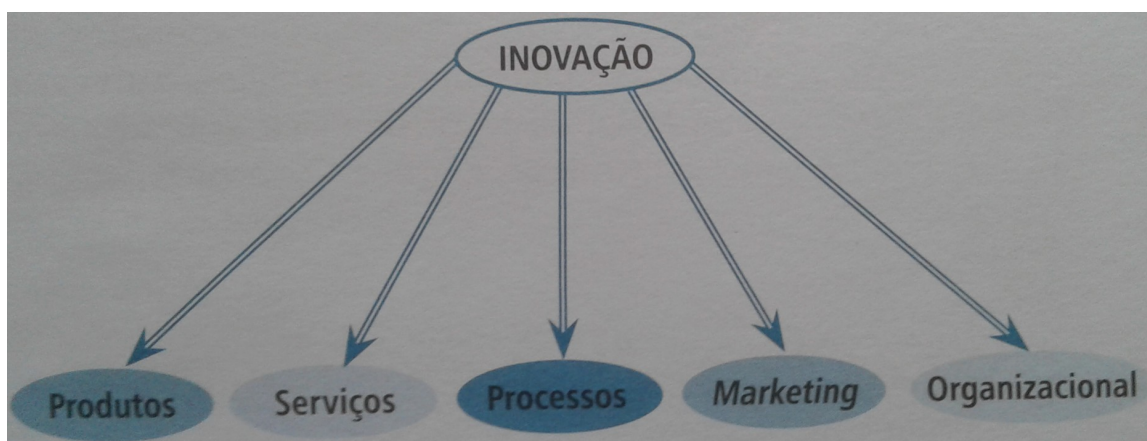 INOVAÇÃO
Produtos
Serviços
Processos
Marketing
Organizacional